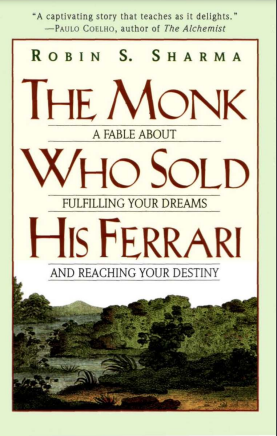 "A captivating story that teaches as it delights."
—PAULO COELHO, author of The Alchemist
ROBIN S. SHARMA
THE MONK
A FABLE ABOUT
WHO SOLD
FULFILLING YOUR DREAMS
HIS FERRARI
AND REACHING YOUR DESTINY